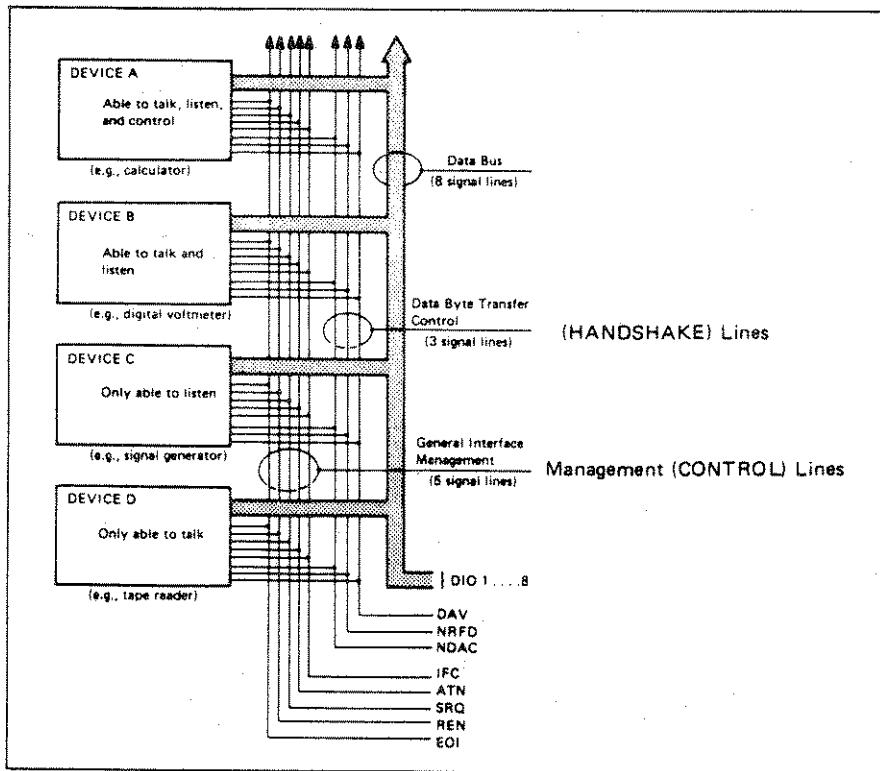 DEVICE A
Able to talk, listen,
and control
(e.g., calculator)
Data Bus
(8 signal lines)
DEVICE B
Able to talk and
listen
(e.g., digital voltmeter)
Data Byte Transfer
Control
(3 signal lines)
(HANDSHAKE) Lines
DEVICE C
Only able to listen
(e.g., signal generator)
General Interface
Management
(5 signal lines)
Management (CONTROL) Lines
DEVICE D
Only able to talk
(e.g., tape reader)
DIO 1 . . . . 8
DAV
NRFD
NDAC
IFC
ATN
SRQ
REN
EOI